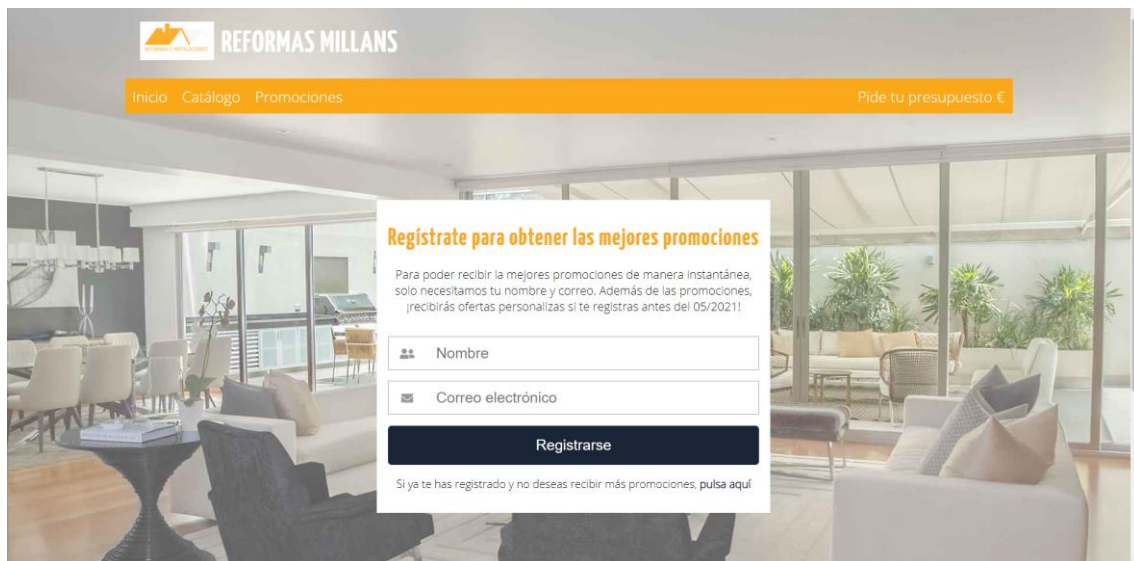 REFORMAS MILLANS
Inicio Catálogo Promociones Pide tu presupuesto €
Regístrate para obtener las mejores promociones
Para poder recibir la mejores promociones de manera instantánea,
solo necesitamos tu nombre y correo. Además de las promociones,
¡recibirás ofertas personalizas si te registras antes del 05/2021!
Nombre
Correo electrónico
Registrarse
Si ya te has registrado y no deseas recibir más promociones, pulsa aquí